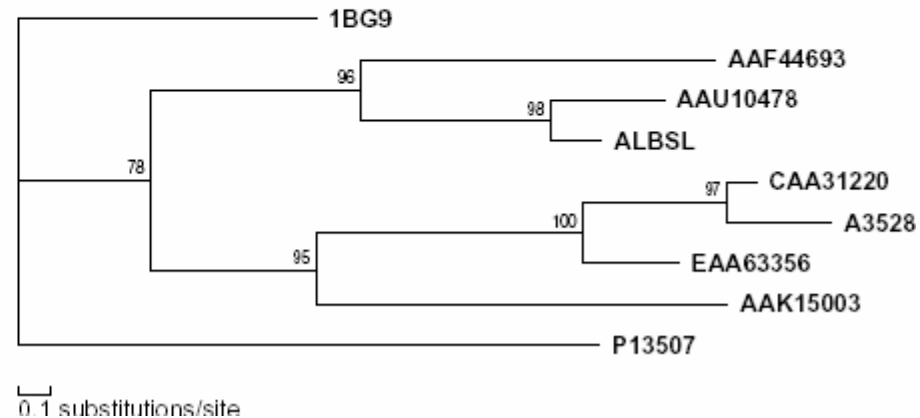 1BG9
AAF44693
96
AAU10478
98
ALBSL
78
CAA31220
97
A3528
100
EAA63356
95
AAK15003
P13507
0.1 substitutions/site